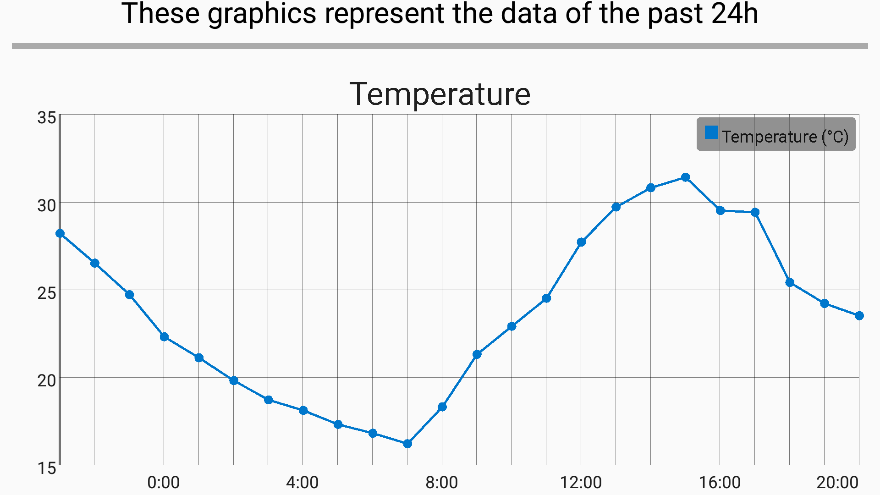 These graphics represent the data of the past 24h
Temperature
Temperature (°C)
35
30
25
20
15
0:00 4:00 8:00 12:00 16:00 20:00